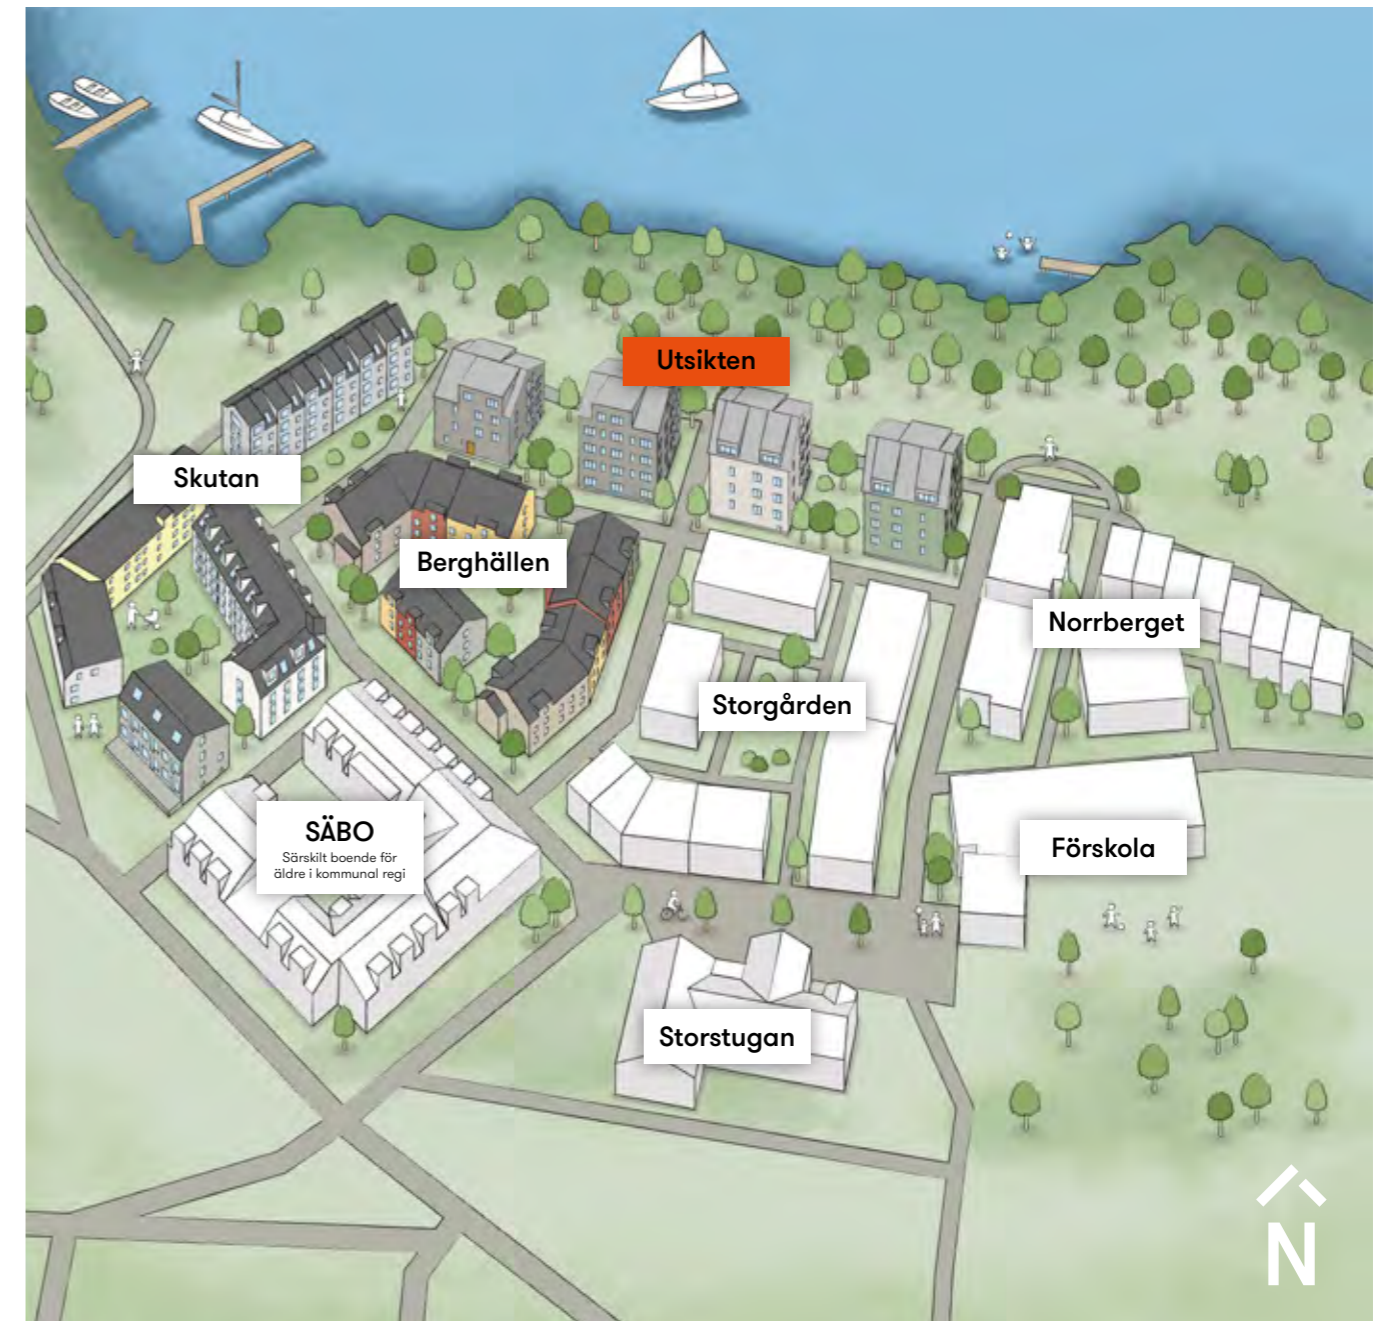 Utsikten
Skutan
Berghällen
Norrberget
Storgården
SÄBO
Särskilt boende för
äldre i kommunal regi
Förskola
Storstugan
N